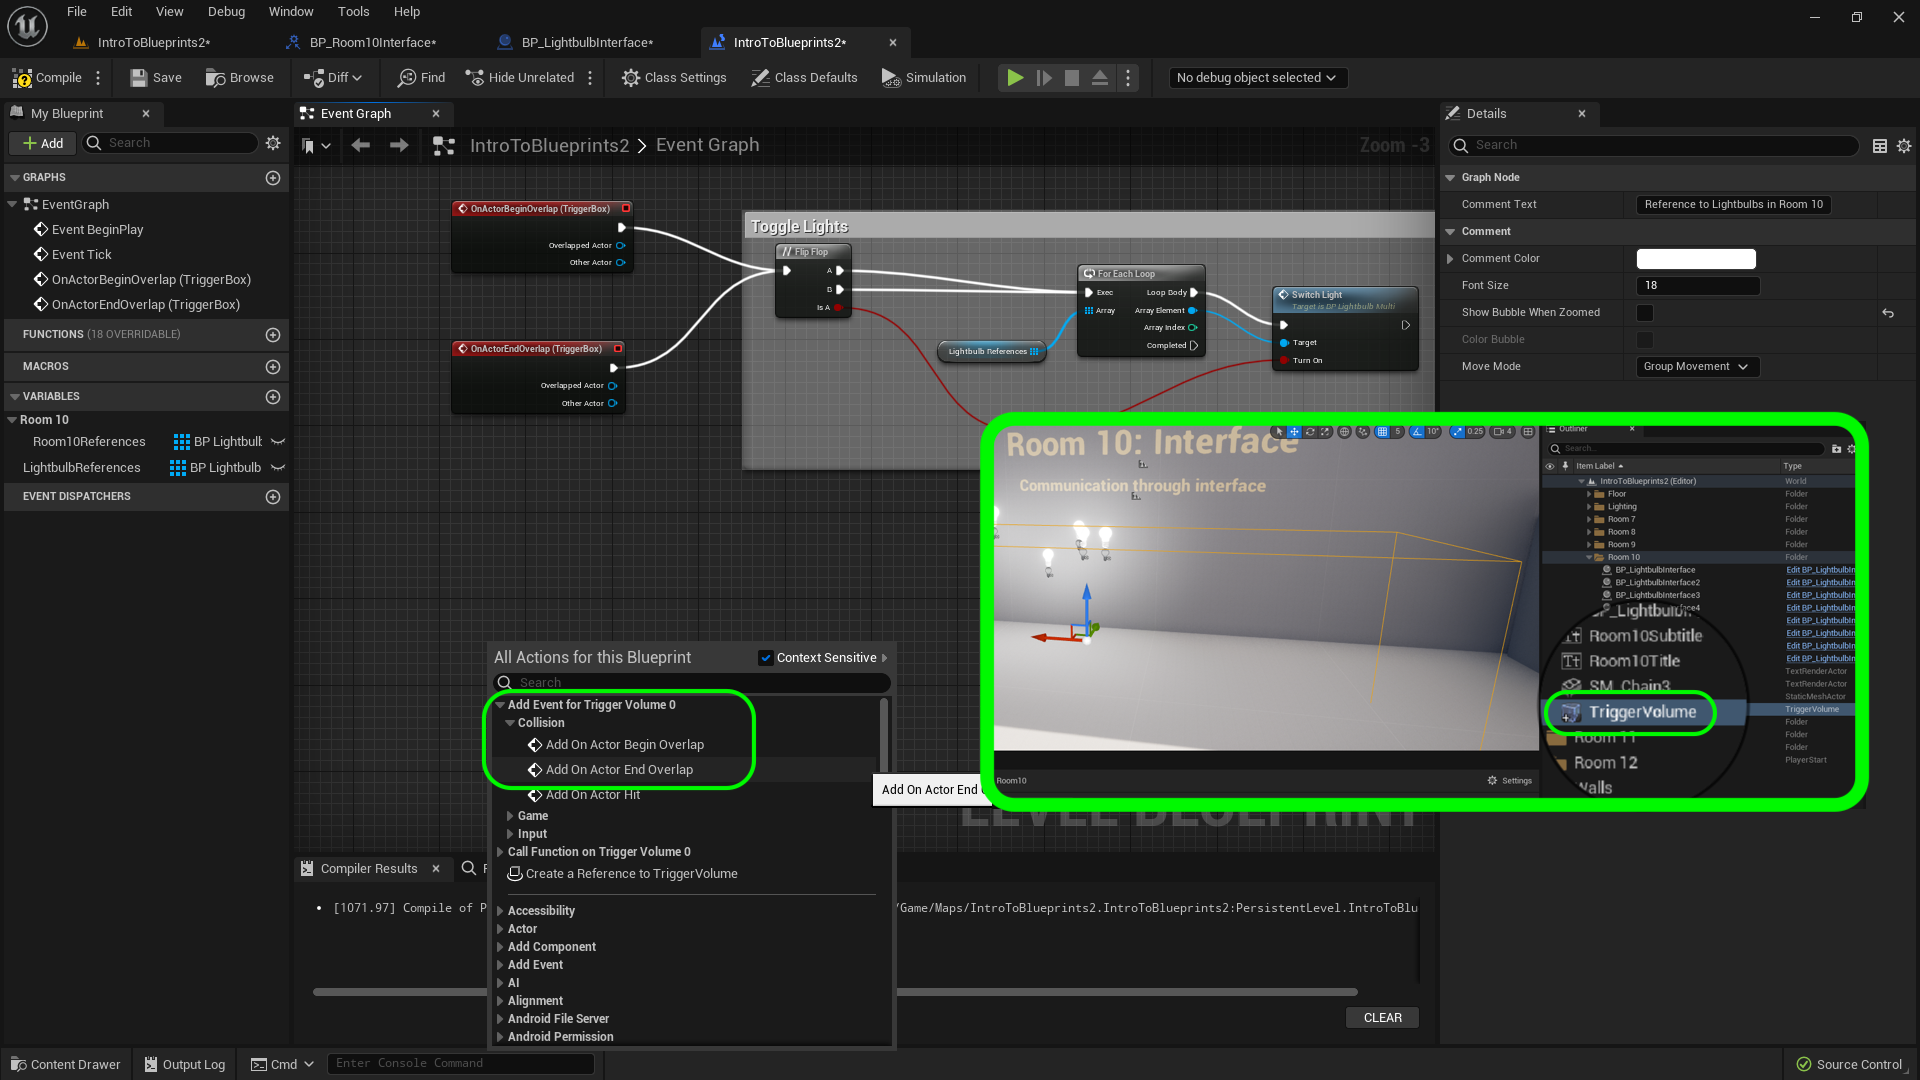 File Edit View Debug Window Tools Help
IntroToBlueprints2* BP_Room10Interface* BP_LightbulbInterface* IntroToBlueprints2*
Compile Save Browse Diff Find Hide Unrelated Class Settings Class Defaults Simulation No debug object selected
My Blueprint
Add Search
GRAPHS
EventGraph
Event BeginPlay
Event Tick
OnActorBeginOverlap (TriggerBox)
OnActorEndOverlap (TriggerBox)
FUNCTIONS (18 OVERRIDABLE)
MACROS
VARIABLES
Room 10
Room10References BP Lightbulb
LightbulbReferences BP Lightbulb
EVENT DISPATCHERS
Event Graph
IntroToBlueprints2 > Event Graph
Zoom -3
OnActorBeginOverlap (TriggerBox)
Overlapped Actor
Other Actor
OnActorEndOverlap (TriggerBox)
Overlapped Actor
Other Actor
Toggle Lights
// Flip Flop
A
B
Is A
Lightbulb References
For Each Loop
Exec Loop Body
Array Array Element
Array Index
Completed
Switch Light
Target is BP Lightbulb Multi
Target
Turn On
Details
Search
Graph Node
Comment Text Reference to Lightbulbs in Room 10
Comment
Comment Color
Font Size 18
Show Bubble When Zoomed
Color Bubble
Move Mode Group Movement
All Actions for this Blueprint Context Sensitive
Search
Add Event for Trigger Volume 0
Collision
Add On Actor Begin Overlap
Add On Actor End Overlap
Add On Actor Hit
Game
Input
Call Function on Trigger Volume 0
Create a Reference to TriggerVolume
Accessibility
Actor
Add Component
Add Event
AI
Alignment
Android File Server
Android Permission
Add On Actor End
LEVEL BLUEPRINT
Room 10: Interface
Communication through interface
5 10° 0.25 4
Room10
Settings
Outliner
Search...
Item Label Type
IntroToBlueprints2 (Editor) World
Floor Folder
Lighting Folder
Room 7 Folder
Room 8 Folder
Room 9 Folder
Room 10 Folder
BP_LightbulbInterface Edit BP_LightbulbIn
BP_LightbulbInterface2 Edit BP_LightbulbIn
BP_LightbulbInterface3 Edit BP_LightbulbIn
Edit BP_LightbulbIn
Edit BP_LightbulbIn
Edit BP_LightbulbIn
Edit BP_LightbulbIn
Edit BP_LightbulbIn
Room10Subtitle TextRenderActor
Room10Title TextRenderActor
SM_Chain3 StaticMeshActor
TriggerVolume TriggerVolume
Room 11 Folder
Room 12 Folder
Walls Folder
PlayerStart
Compiler Results
[1071.97] Compile of P
/Game/Maps/IntroToBlueprints2.IntroToBlueprints2:PersistentLevel.IntroToBlu
CLEAR
Content Drawer Output Log Cmd Enter Console Command Source Control